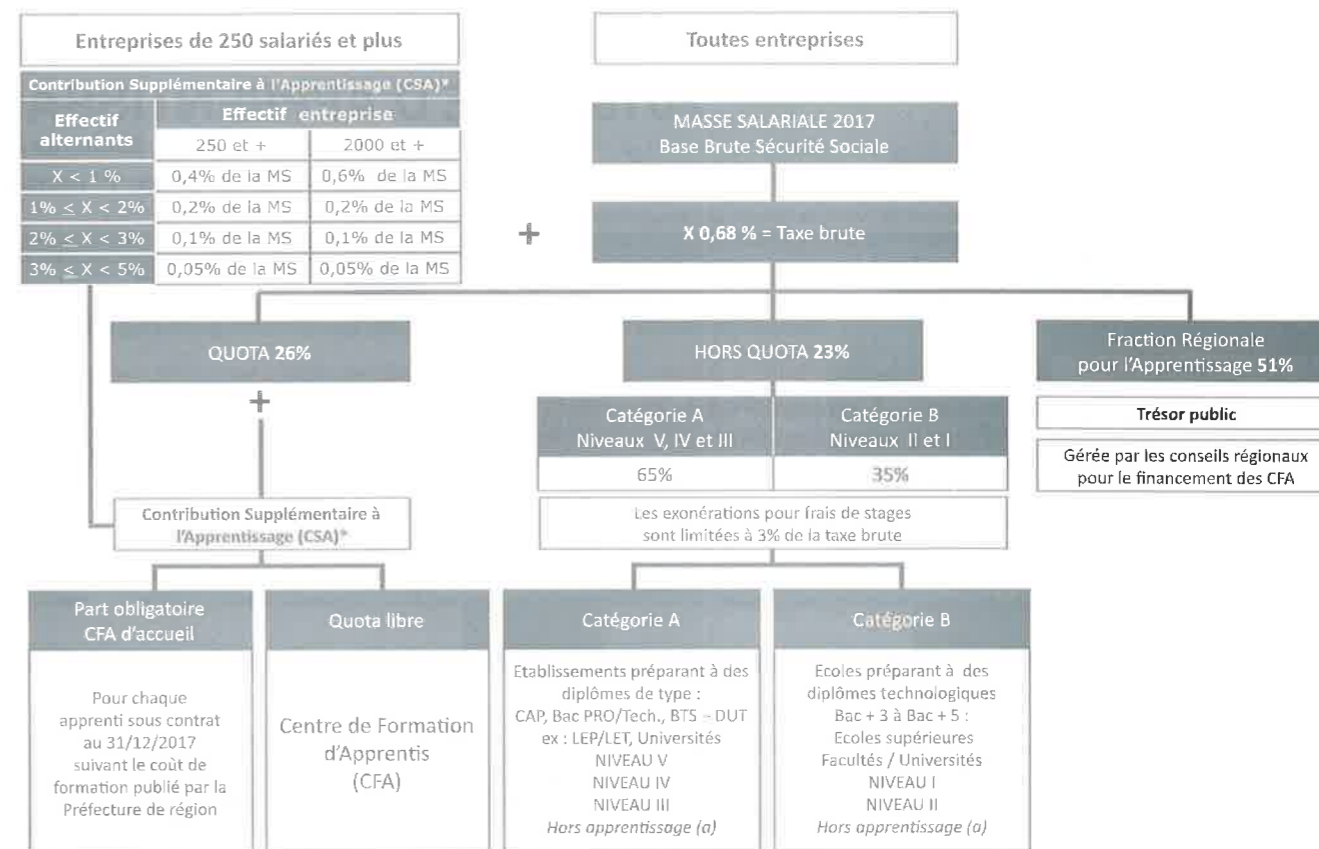 Entreprises de 250 salariés et plus
Contribution Supplémentaire à l'Apprentissage (CSA)*
Effectif alternants
Effectif entreprise
250 et +
2000 et +
X < 1 %
0,4% de la MS
0,6% de la MS
1% ≤ X < 2%
0,2% de la MS
0,2% de la MS
2% ≤ X < 3%
0,1% de la MS
0,1% de la MS
3% ≤ X < 5%
0,05% de la MS
0,05% de la MS
+
Toutes entreprises
MASSE SALARIALE 2017
Base Brute Sécurité Sociale
X 0,68 % = Taxe brute
QUOTA 26%
+
HORS QUOTA 23%
Fraction Régionale
pour l'Apprentissage 51%
Trésor public
Gérée par les conseils régionaux
pour le financement des CFA
Catégorie A
Niveaux V, IV et III
65%
Catégorie B
Niveaux II et I
35%
Les exonérations pour frais de stages
sont limitées à 3% de la taxe brute
Contribution Supplémentaire à
l'Apprentissage (CSA)*
Part obligatoire
CFA d'accueil
Pour chaque
apprenti sous contrat
au 31/12/2017
suivant le coût de
formation publié par la
Préfecture de région
Quota libre
Centre de Formation
d'Apprentis
(CFA)
Catégorie A
Etablissements préparant à des
diplômes de type :
CAP, Bac PRO/Tech., BTS – DUT
ex : LEP/LET, Universités
NIVEAU V
NIVEAU IV
NIVEAU III
Hors apprentissage (a)
Catégorie B
Ecoles préparant à des
diplômes technologiques
Bac + 3 à Bac + 5 :
Ecoles supérieures
Facultés / Universités
NIVEAU I
NIVEAU II
Hors apprentissage (a)